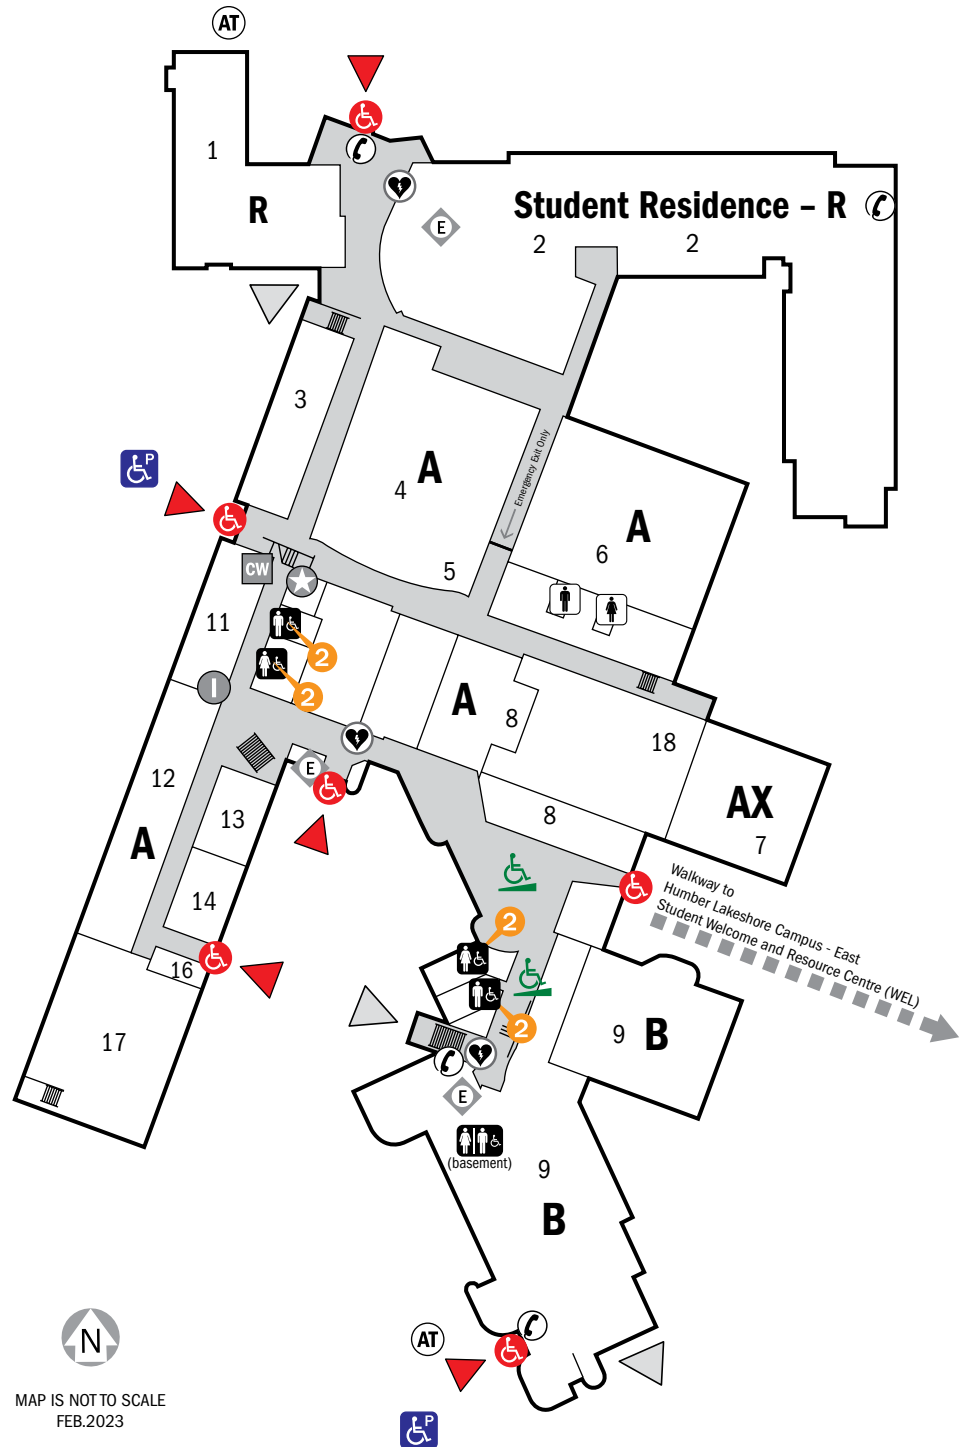 AT
1
R
Student Residence – R
E
2
2
3
A
4
Emergency Exit Only
P
A
6
5
CW
11
2
2
I
A
8
18
E
12
13
8
AX
7
A
14
Walkway to
Humber Lakeshore Campus - East
Student Welcome and Resource Centre (WEL)
2
16
17
2
9
B
E
(basement)
9
B
N
AT
MAP IS NOT TO SCALE
FEB.2023
P